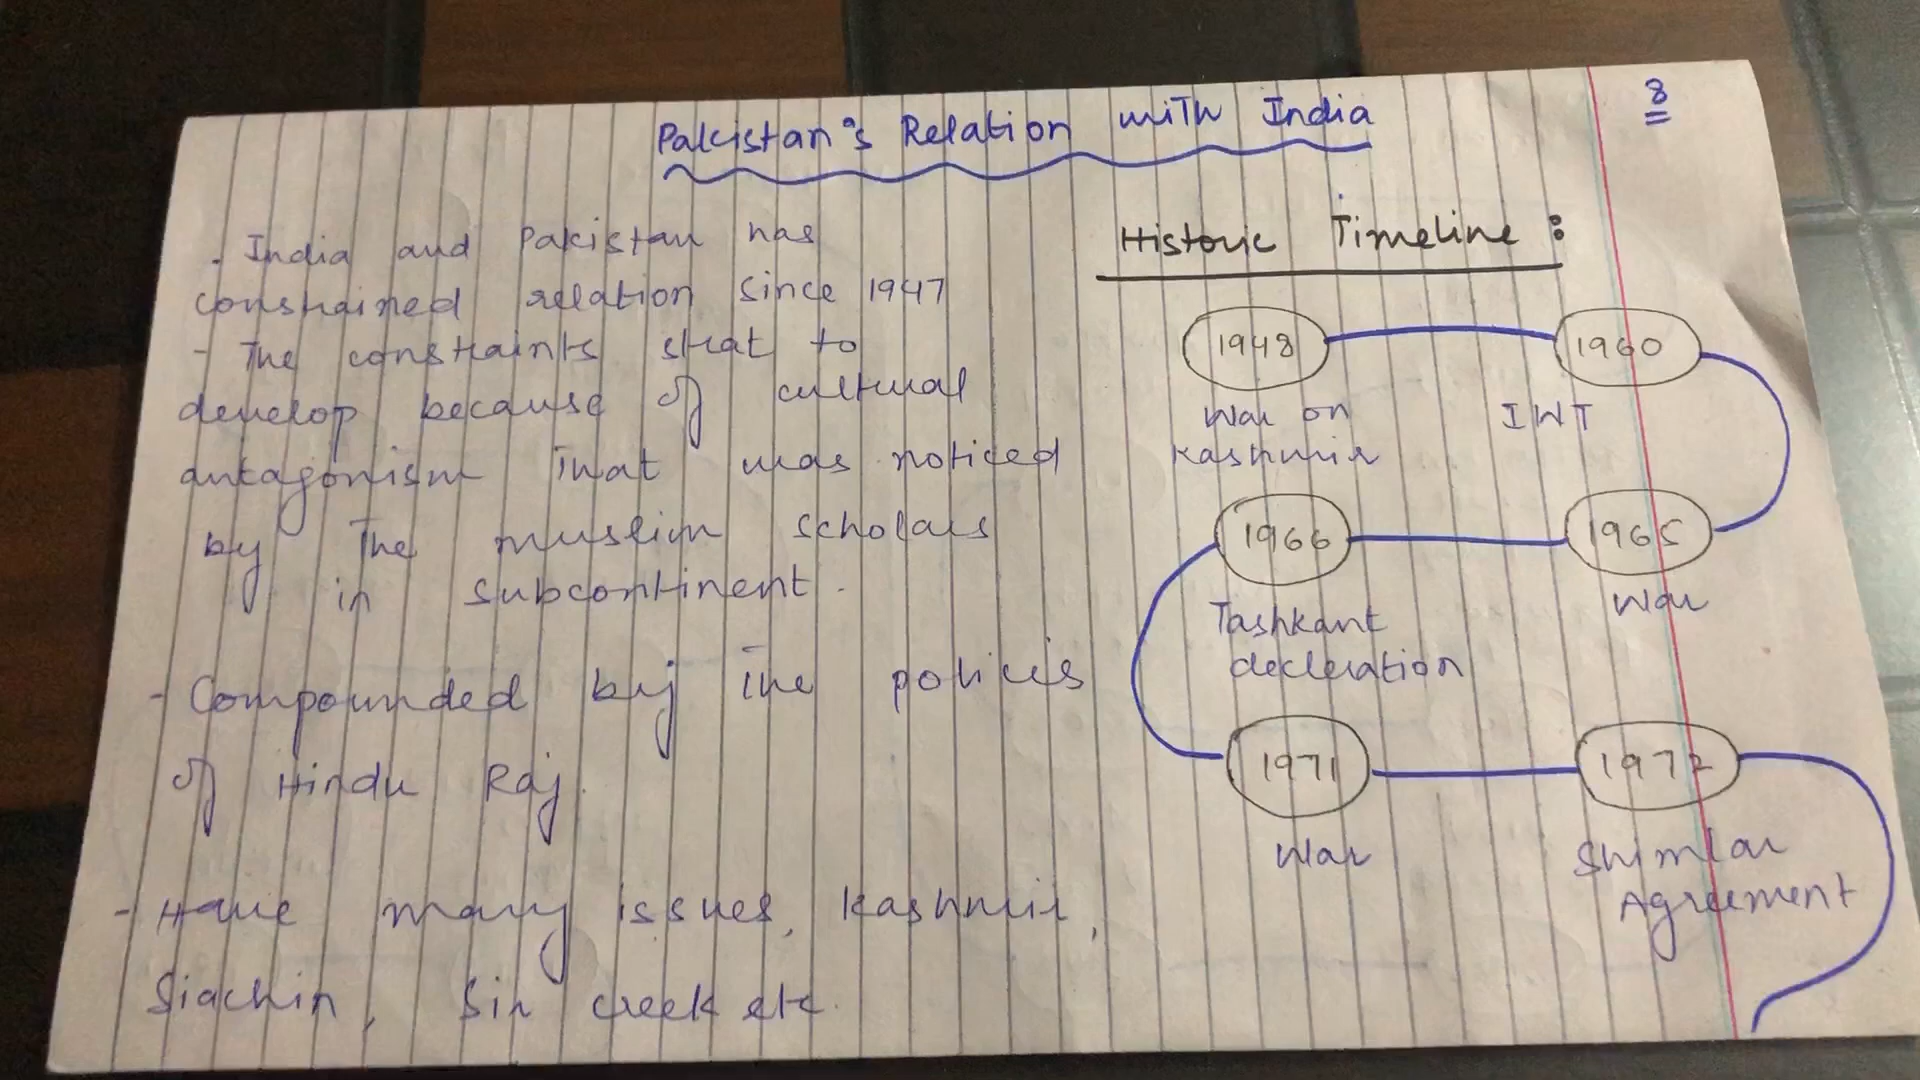 8
Pakistan's Relation with India
- India and Pakistan has
constrained relation since 1947
- The constraints strat to
develop because of cultural
antagonism that was noticed
by The muslim scholars
in subcontinent.
- Compounded by The policies
of Hindu Raj.
- Have many issues, Kashmir,
Siachin, Sir creek etc.
Historic Timeline:
1948
1960
War on
Kashmir
IWT
1966
1965
Tashkant
decleration
War
1971
1972
War
Shimlar
Agreement